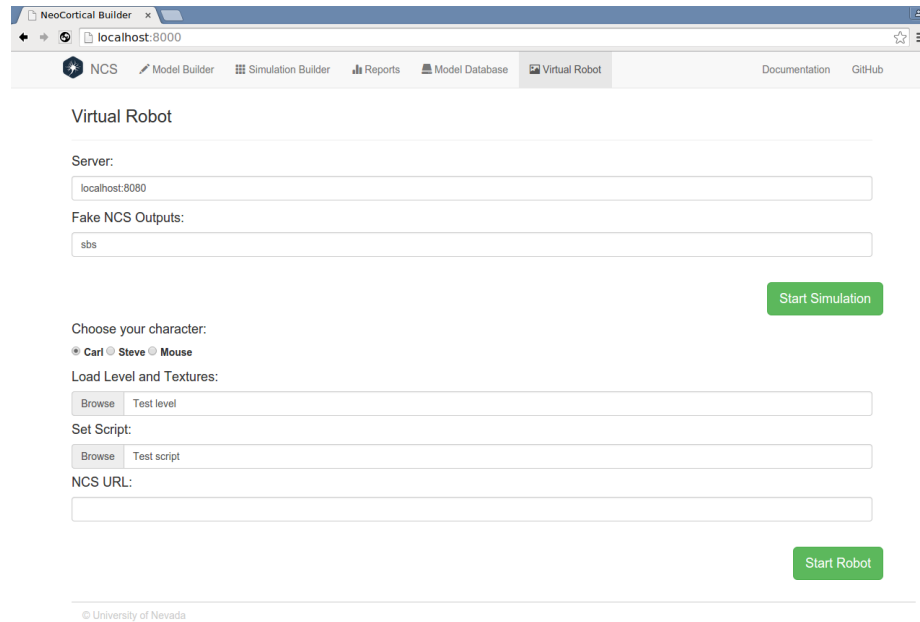 NeoCortical Builder
localhost:8000
NCS Model Builder Simulation Builder Reports Model Database Virtual Robot Documentation GitHub
Virtual Robot
Server:
localhost:8080
Fake NCS Outputs:
sbs
Start Simulation
Choose your character:
Carl Steve Mouse
Load Level and Textures:
Browse Test level
Set Script:
Browse Test script
NCS URL:
Start Robot
© University of Nevada